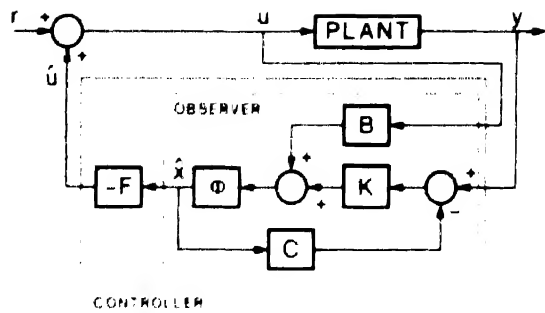 r + u PLANT y
+
û
OBSERVER
B
x̂ + +
-F Φ + K -
C
CONTROLLER